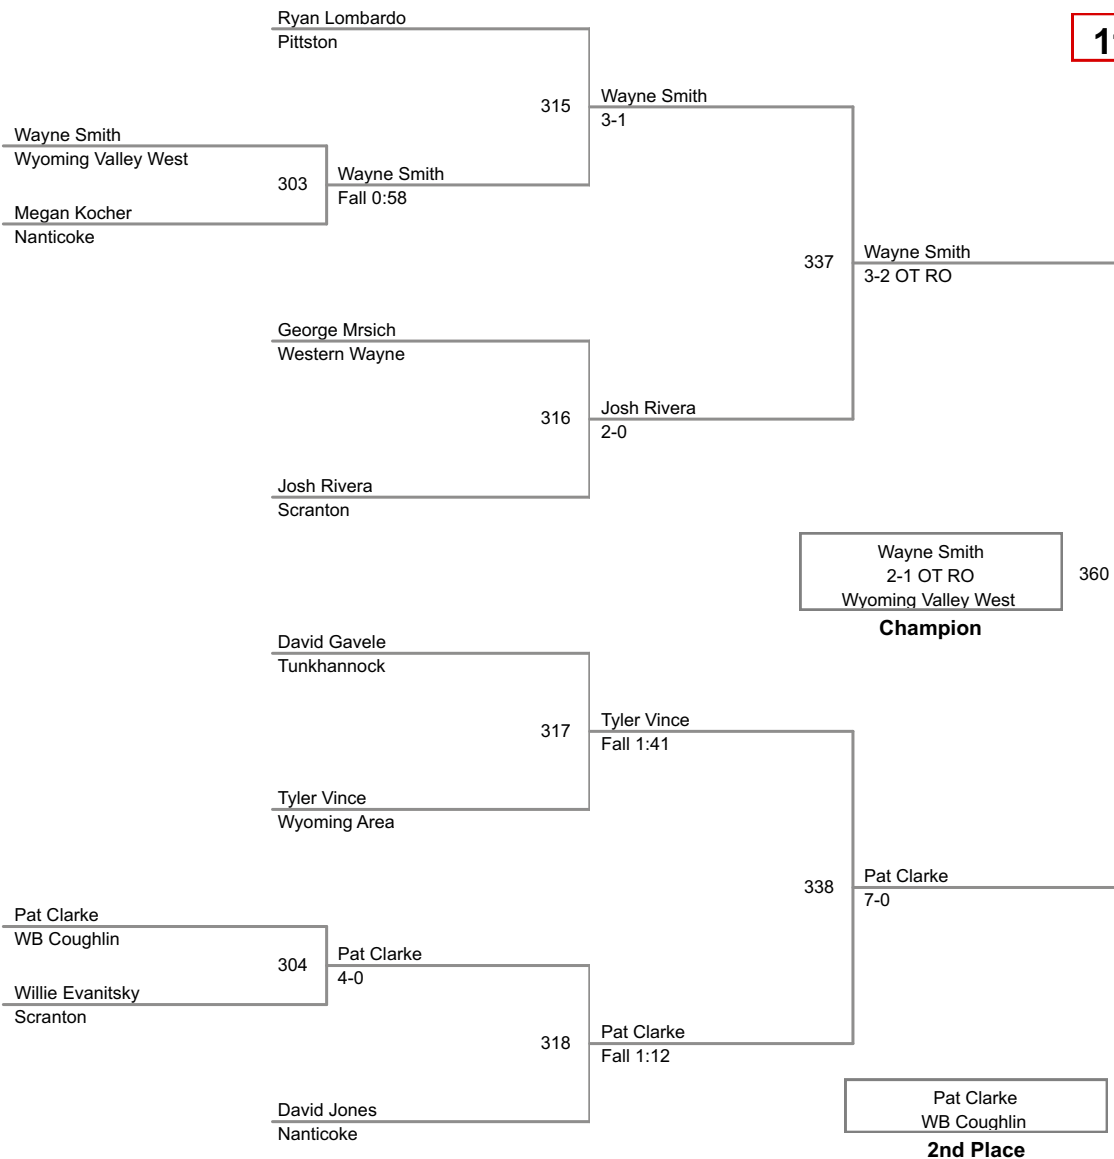 Ryan Lombardo
Pittston
315
Wayne Smith
3-1
Wayne Smith
Wyoming Valley West
303
Wayne Smith
Fall 0:58
Megan Kocher
Nanticoke
337
Wayne Smith
3-2 OT RO
George Mrsich
Western Wayne
316
Josh Rivera
2-0
Josh Rivera
Scranton
Wayne Smith
2-1 OT RO
Wyoming Valley West
360
Champion
David Gavele
Tunkhannock
317
Tyler Vince
Fall 1:41
Tyler Vince
Wyoming Area
338
Pat Clarke
7-0
Pat Clarke
WB Coughlin
304
Pat Clarke
4-0
Willie Evanitsky
Scranton
318
Pat Clarke
Fall 1:12
David Jones
Nanticoke
Pat Clarke
WB Coughlin
2nd Place